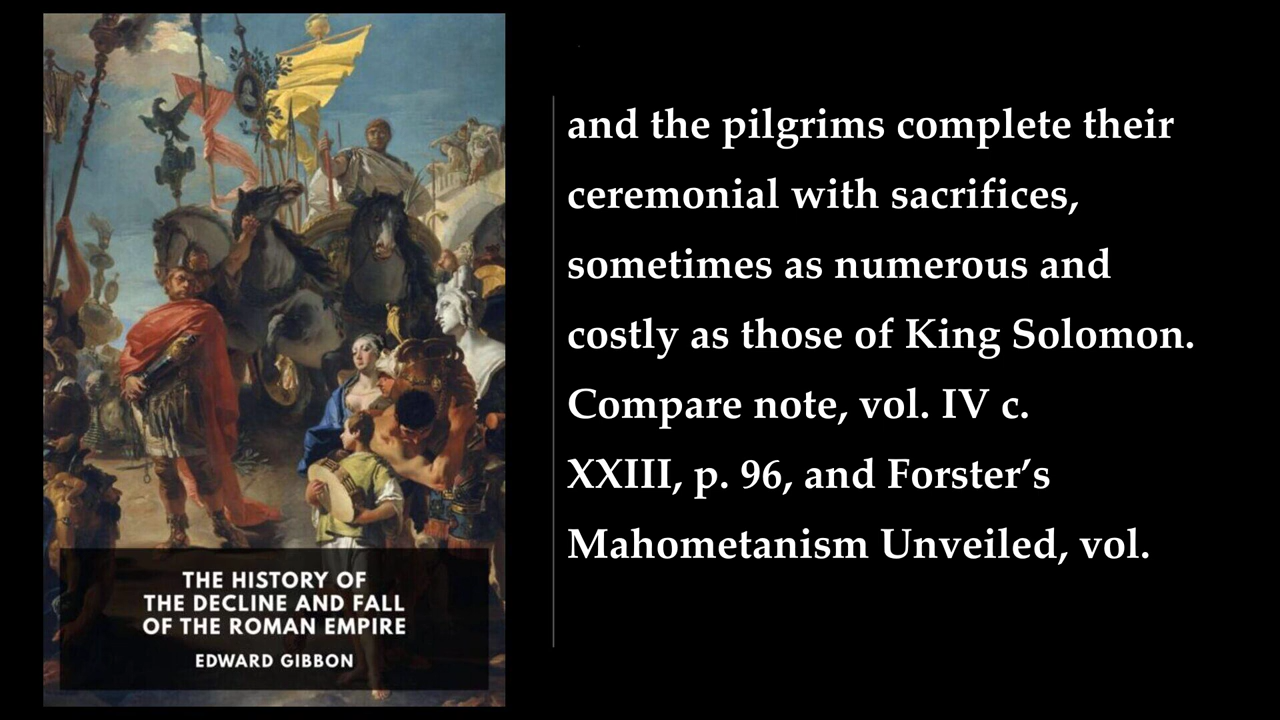 THE HISTORY OF
THE DECLINE AND FALL
OF THE ROMAN EMPIRE
EDWARD GIBBON
and the pilgrims complete their
ceremonial with sacrifices,
sometimes as numerous and
costly as those of King Solomon.
Compare note, vol. IV c.
XXIII, p. 96, and Forster’s
Mahometanism Unveiled, vol.